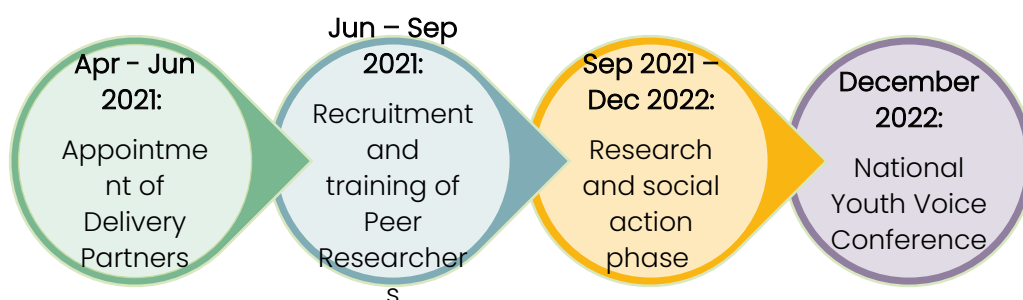 Apr - Jun
2021:
Appointme
nt of
Delivery
Partners
Jun – Sep
2021:
Recruitment
and
training of
Peer
Researcher
s
Sep 2021 –
Dec 2022:
Research
and social
action
phase
December
2022:
National
Youth Voice
Conference